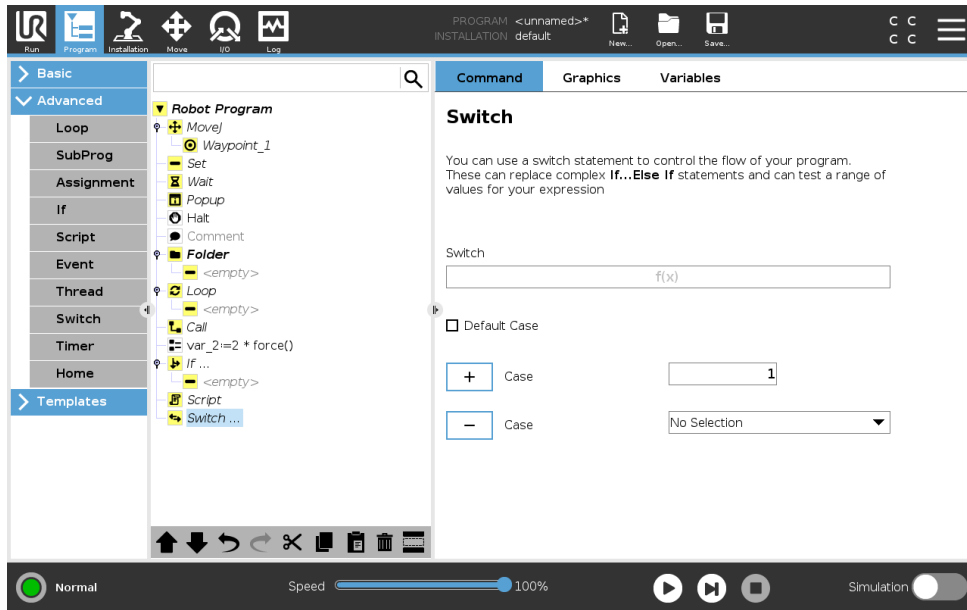 UR
Run
Program
Installation
Move
I/O
Log
PROGRAM <unnamed>*
INSTALLATION default
New...
Open...
Save...
C C
C C
Basic
Advanced
Loop
SubProg
Assignment
If
Script
Event
Thread
Switch
Timer
Home
Templates
Robot Program
MoveJ
Waypoint_1
Set
Wait
Popup
Halt
Comment
Folder
<empty>
Loop
<empty>
Call
var_2:=2 * force()
If ...
<empty>
Script
Switch ...
Command
Graphics
Variables
Switch
You can use a switch statement to control the flow of your program.
These can replace complex If...Else If statements and can test a range of
values for your expression
Switch
f(x)
Default Case
+ Case 1
− Case No Selection
Normal
Speed 100%
Simulation